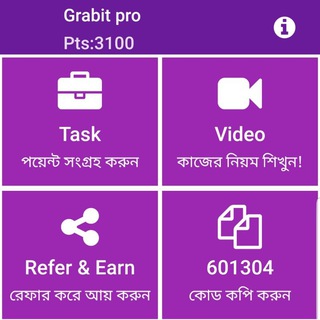 Grabit pro
Pts:3100
Task
পয়েন্ট সংগ্রহ করুন
Video
কাজের নিয়ম শিখুন!
Refer & Earn
রেফার করে আয় করুন
601304
কোড কপি করুন